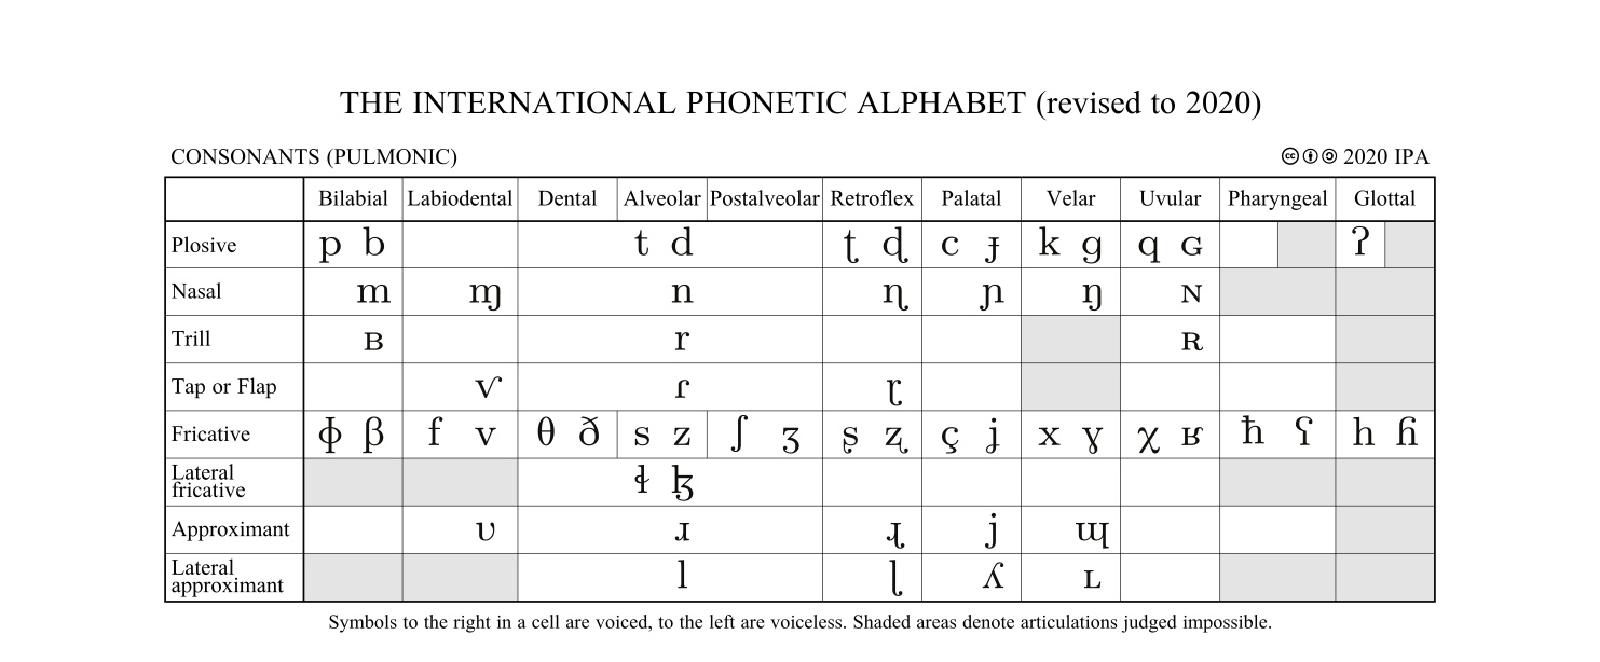 THE INTERNATIONAL PHONETIC ALPHABET (revised to 2020)
CONSONANTS (PULMONIC) 🅭🅯🄎 2020 IPA
Bilabial Labiodental Dental Alveolar Postalveolar Retroflex Palatal Velar Uvular Pharyngeal Glottal
Plosive p b t d ʈ ɖ c ɟ k ɡ q ɢ ʔ
Nasal m ɱ n ɳ ɲ ŋ ɴ
Trill ʙ r ʀ
Tap or Flap ⱱ ɾ ɽ
Fricative ɸ β f v θ ð s z ʃ ʒ ʂ ʐ ç ʝ x ɣ χ ʁ ħ ʕ h ɦ
Lateral
fricative ɬ ɮ
Approximant ʋ ɹ ɻ j ɰ
Lateral
approximant l ɭ ʎ ʟ
Symbols to the right in a cell are voiced, to the left are voiceless. Shaded areas denote articulations judged impossible.